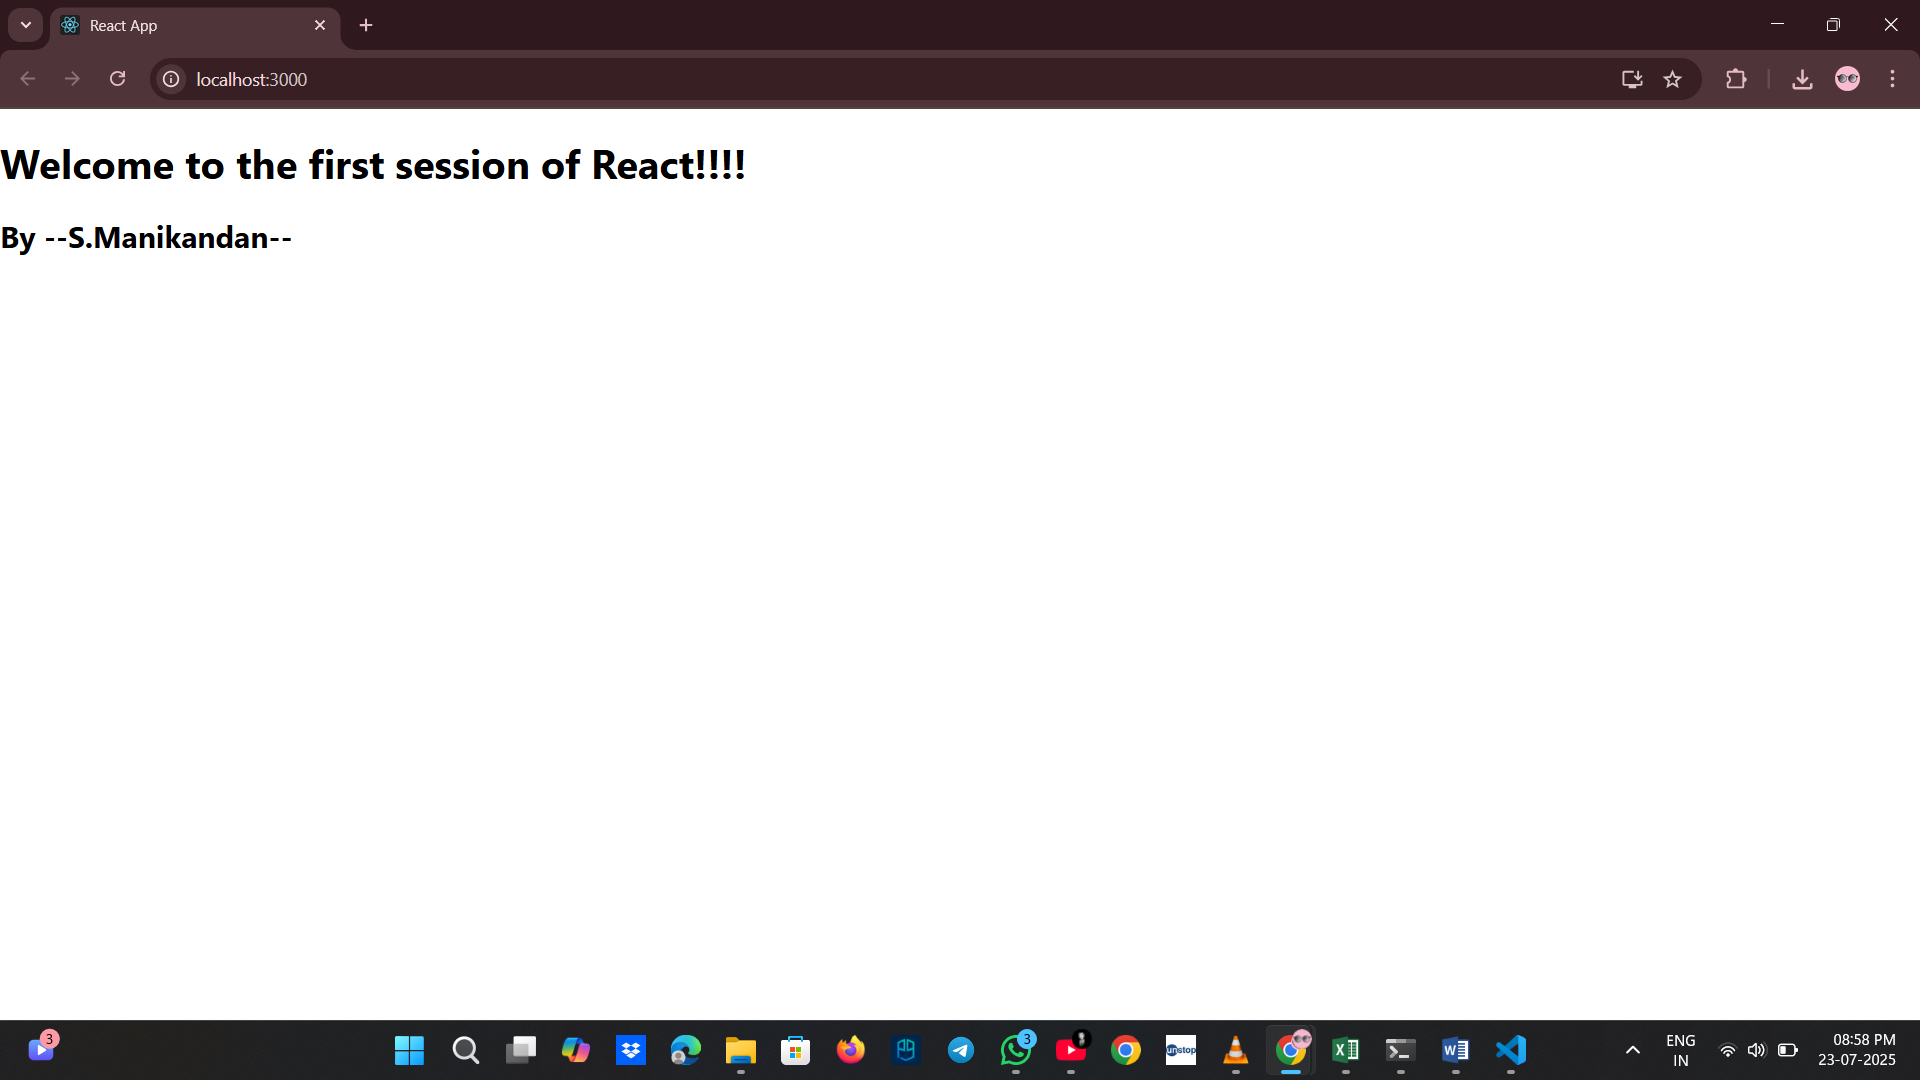 React App
localhost:3000
Welcome to the first session of React!!!!
By --S.Manikandan--
3
3
unstop
ENG
IN
08:58 PM
23-07-2025